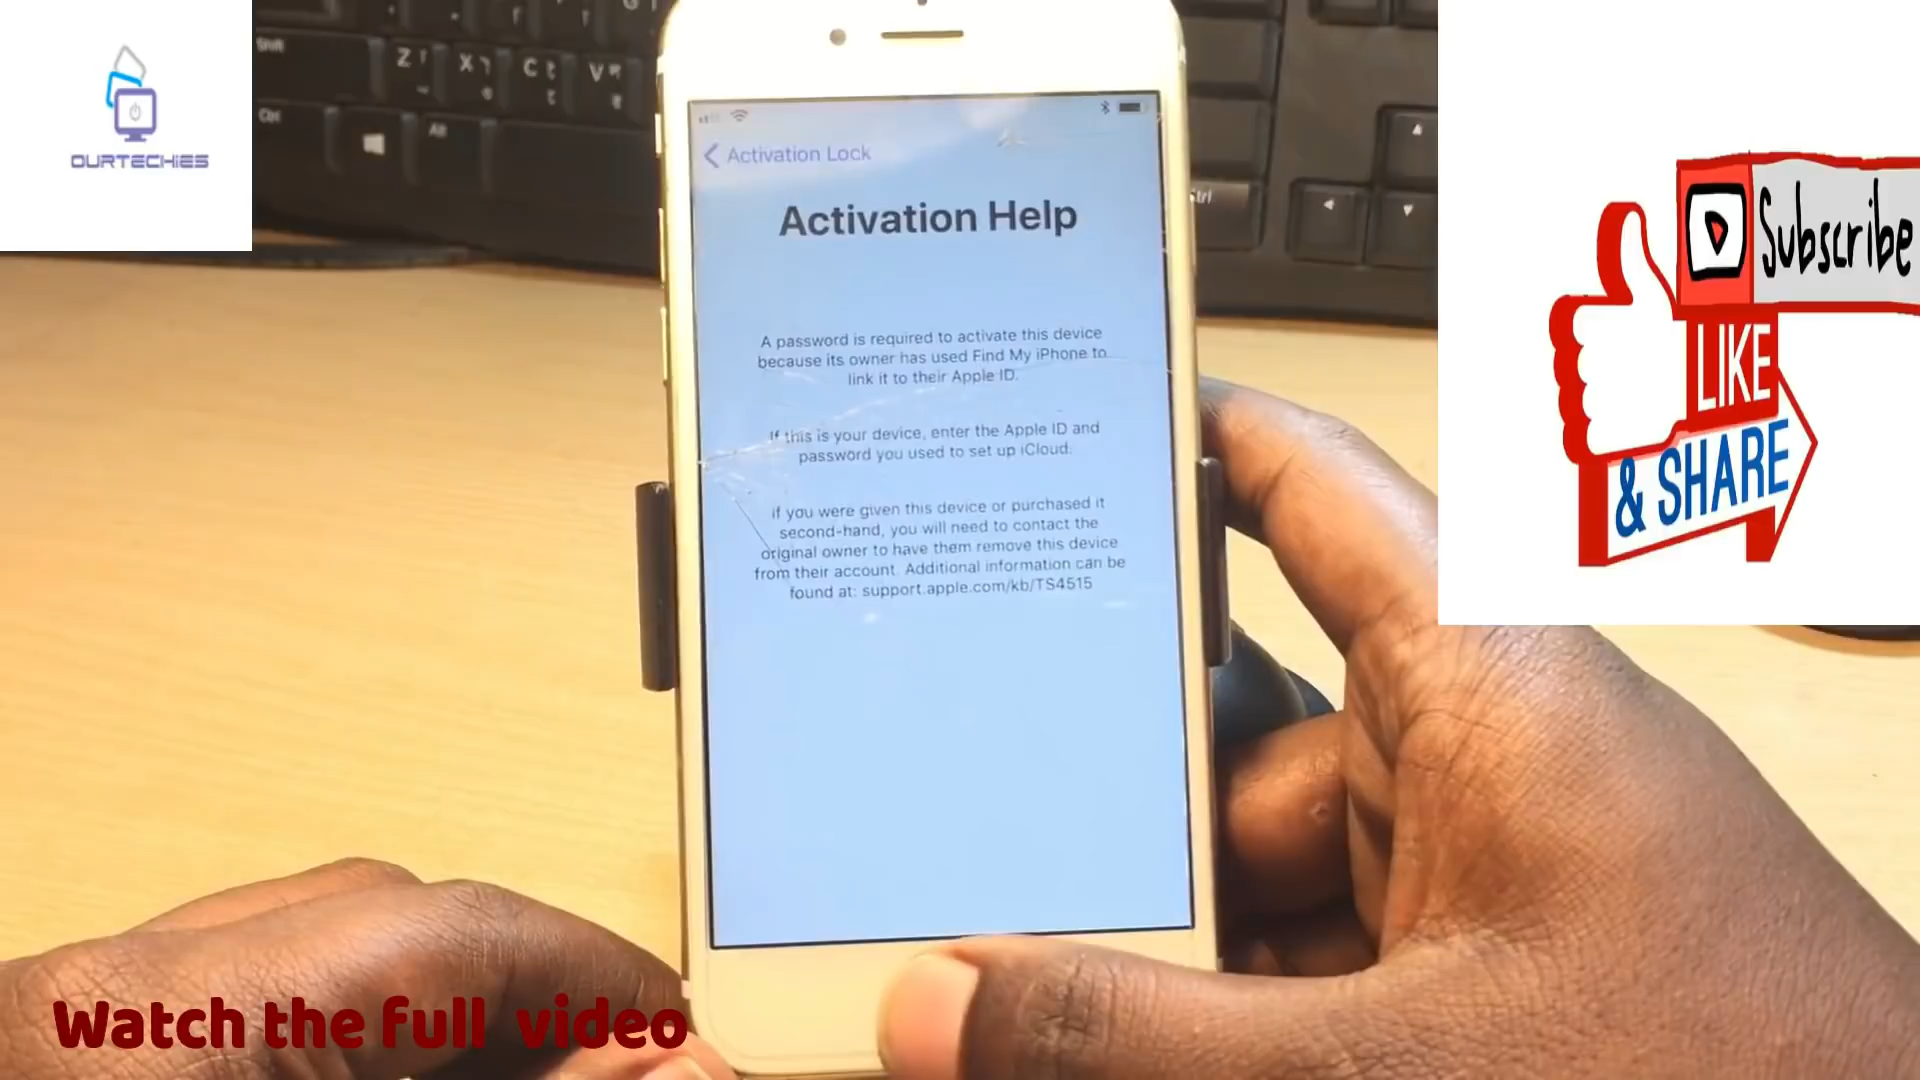 OURTECHIES
Shift
Z
X
C
V
Ctrl
Alt
Ctrl
Activation Lock
Activation Help
A password is required to activate this device
because its owner has used Find My iPhone to
link it to their Apple ID.
If this is your device, enter the Apple ID and
password you used to set up iCloud.
If you were given this device or purchased it
second-hand, you will need to contact the
original owner to have them remove this device
from their account. Additional information can be
found at: support.apple.com/kb/TS4515
Subscribe
LIKE
& SHARE
Watch the full video